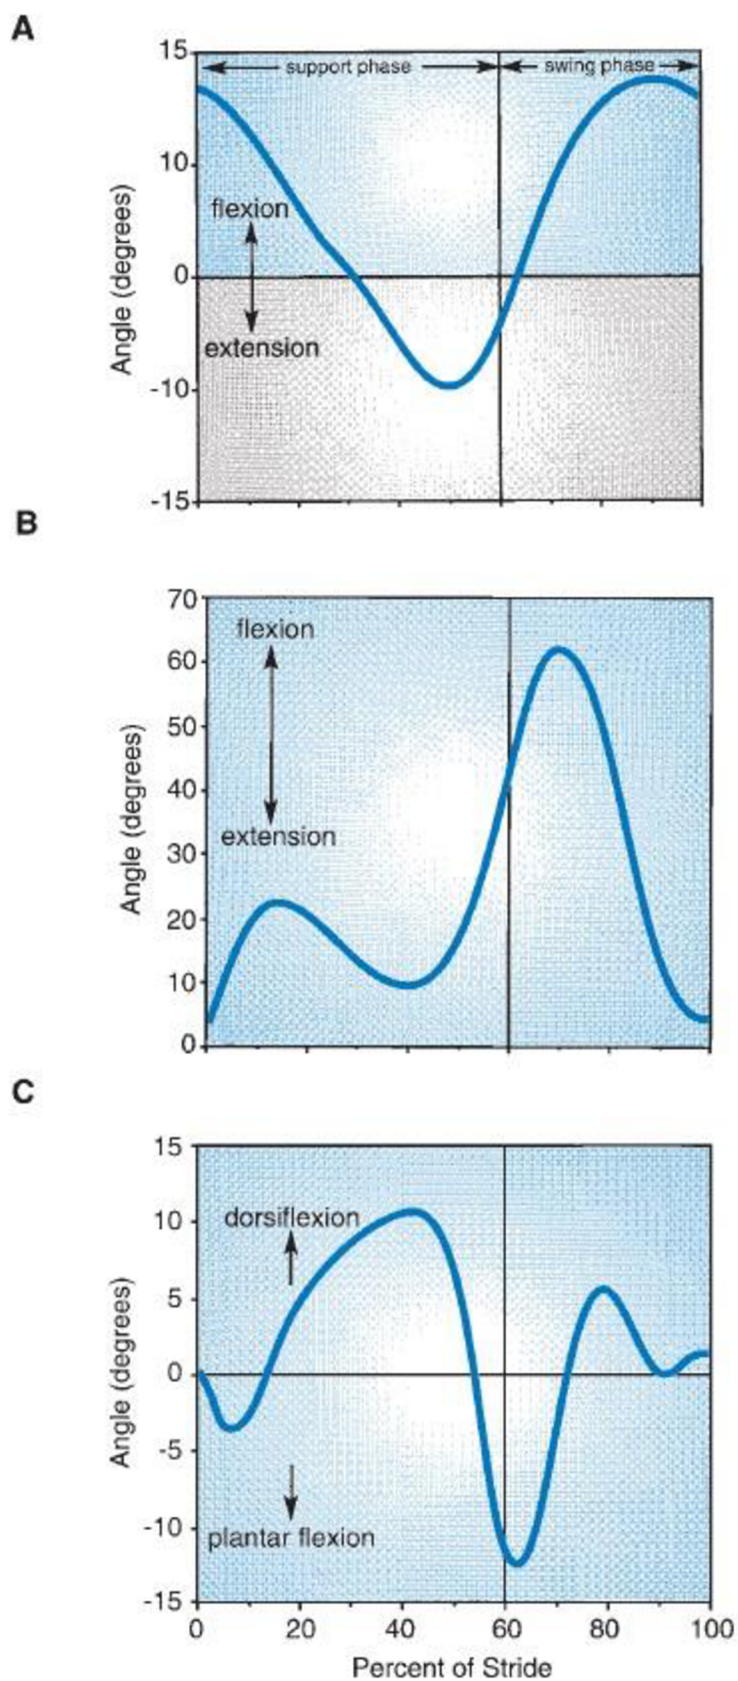 A
15
support phase
swing phase
10
flexion
Angle (degrees)
0
extension
-10
-15
B
70
flexion
60
50
Angle (degrees)
40
extension
30
20
10
0
C
15
dorsiflexion
10
5
Angle (degrees)
0
-5
-10
plantar flexion
-15
0 20 40 60 80 100
Percent of Stride